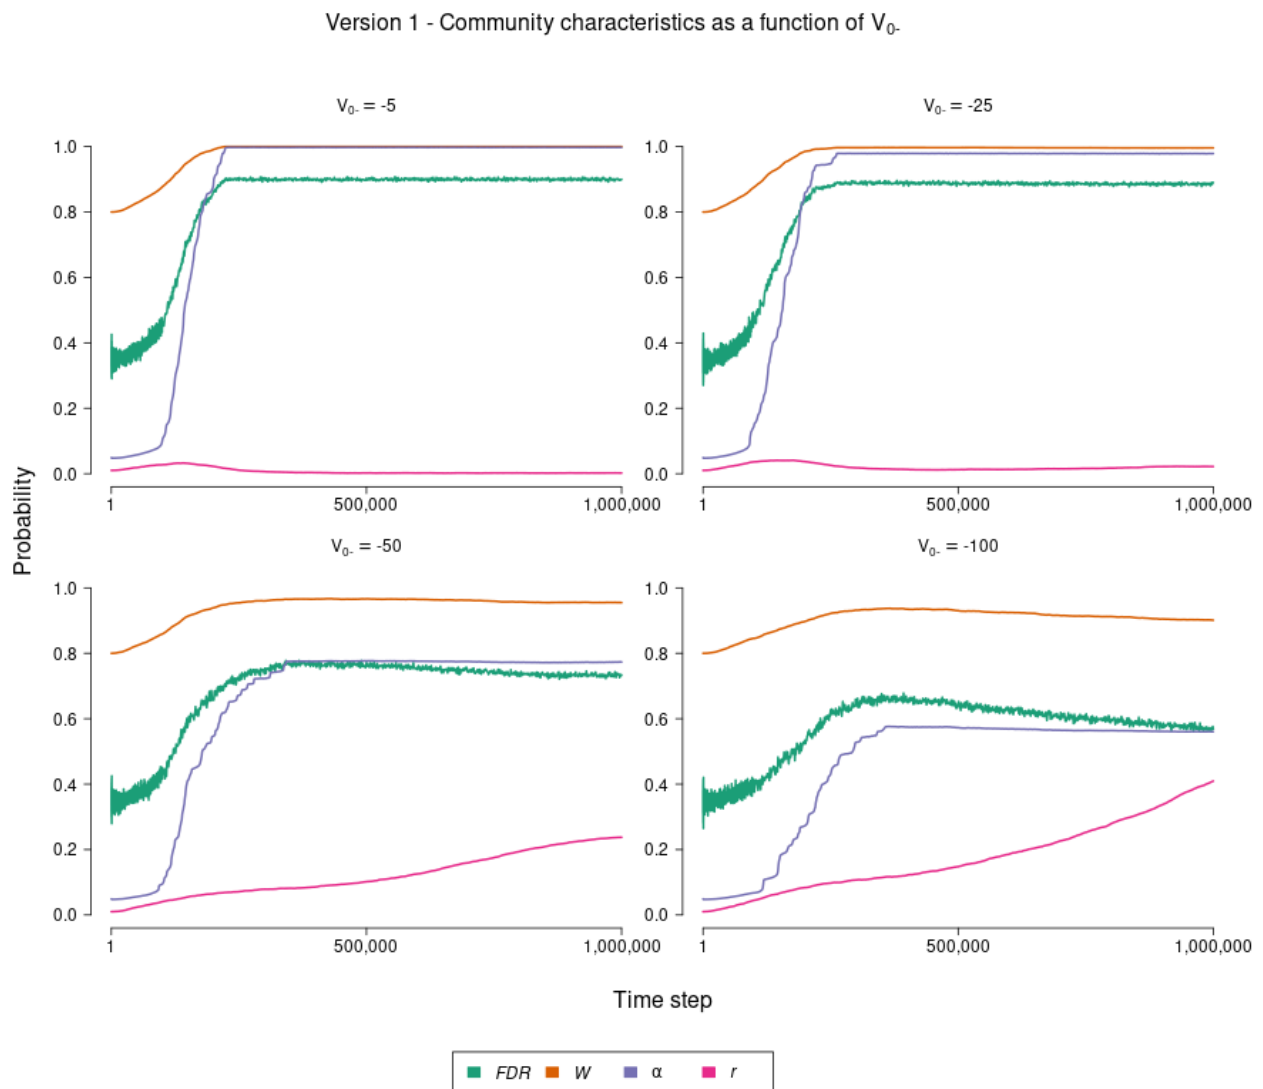 Version 1 - Community characteristics as a function of V₀₋
V₀₋ = -5
V₀₋ = -25
1.0
0.8
0.6
0.4
0.2
0.0
1 500,000 1,000,000
1.0
0.8
0.6
0.4
0.2
0.0
1 500,000 1,000,000
Probability
V₀₋ = -50
V₀₋ = -100
1.0
0.8
0.6
0.4
0.2
0.0
1 500,000 1,000,000
1.0
0.8
0.6
0.4
0.2
0.0
1 500,000 1,000,000
Time step
FDR W α r